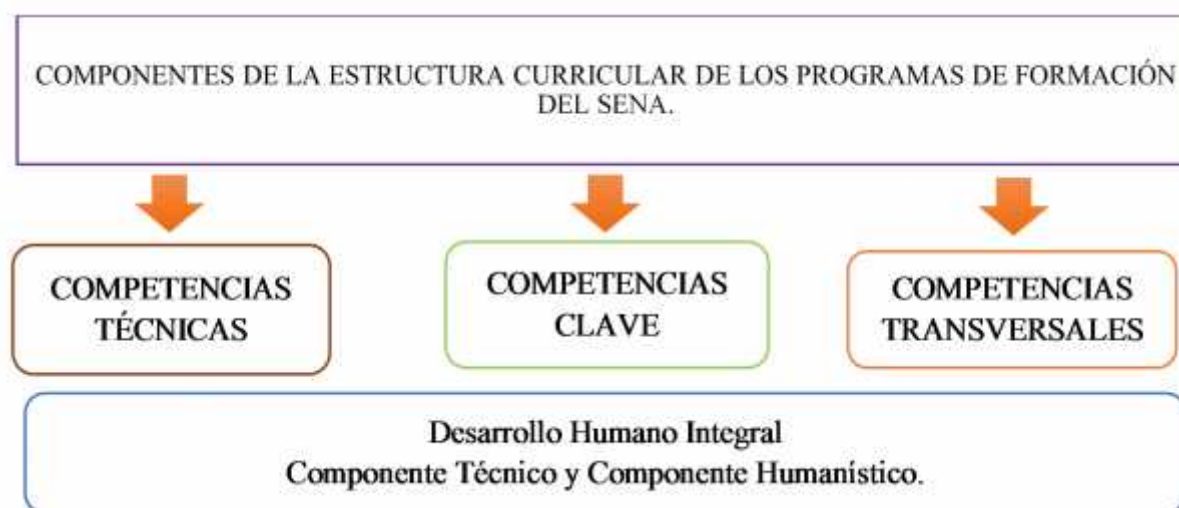 COMPONENTES DE LA ESTRUCTURA CURRICULAR DE LOS PROGRAMAS DE FORMACIÓN
DEL SENA.
COMPETENCIAS
TÉCNICAS
COMPETENCIAS
CLAVE
COMPETENCIAS
TRANSVERSALES
Desarrollo Humano Integral
Componente Técnico y Componente Humanístico.